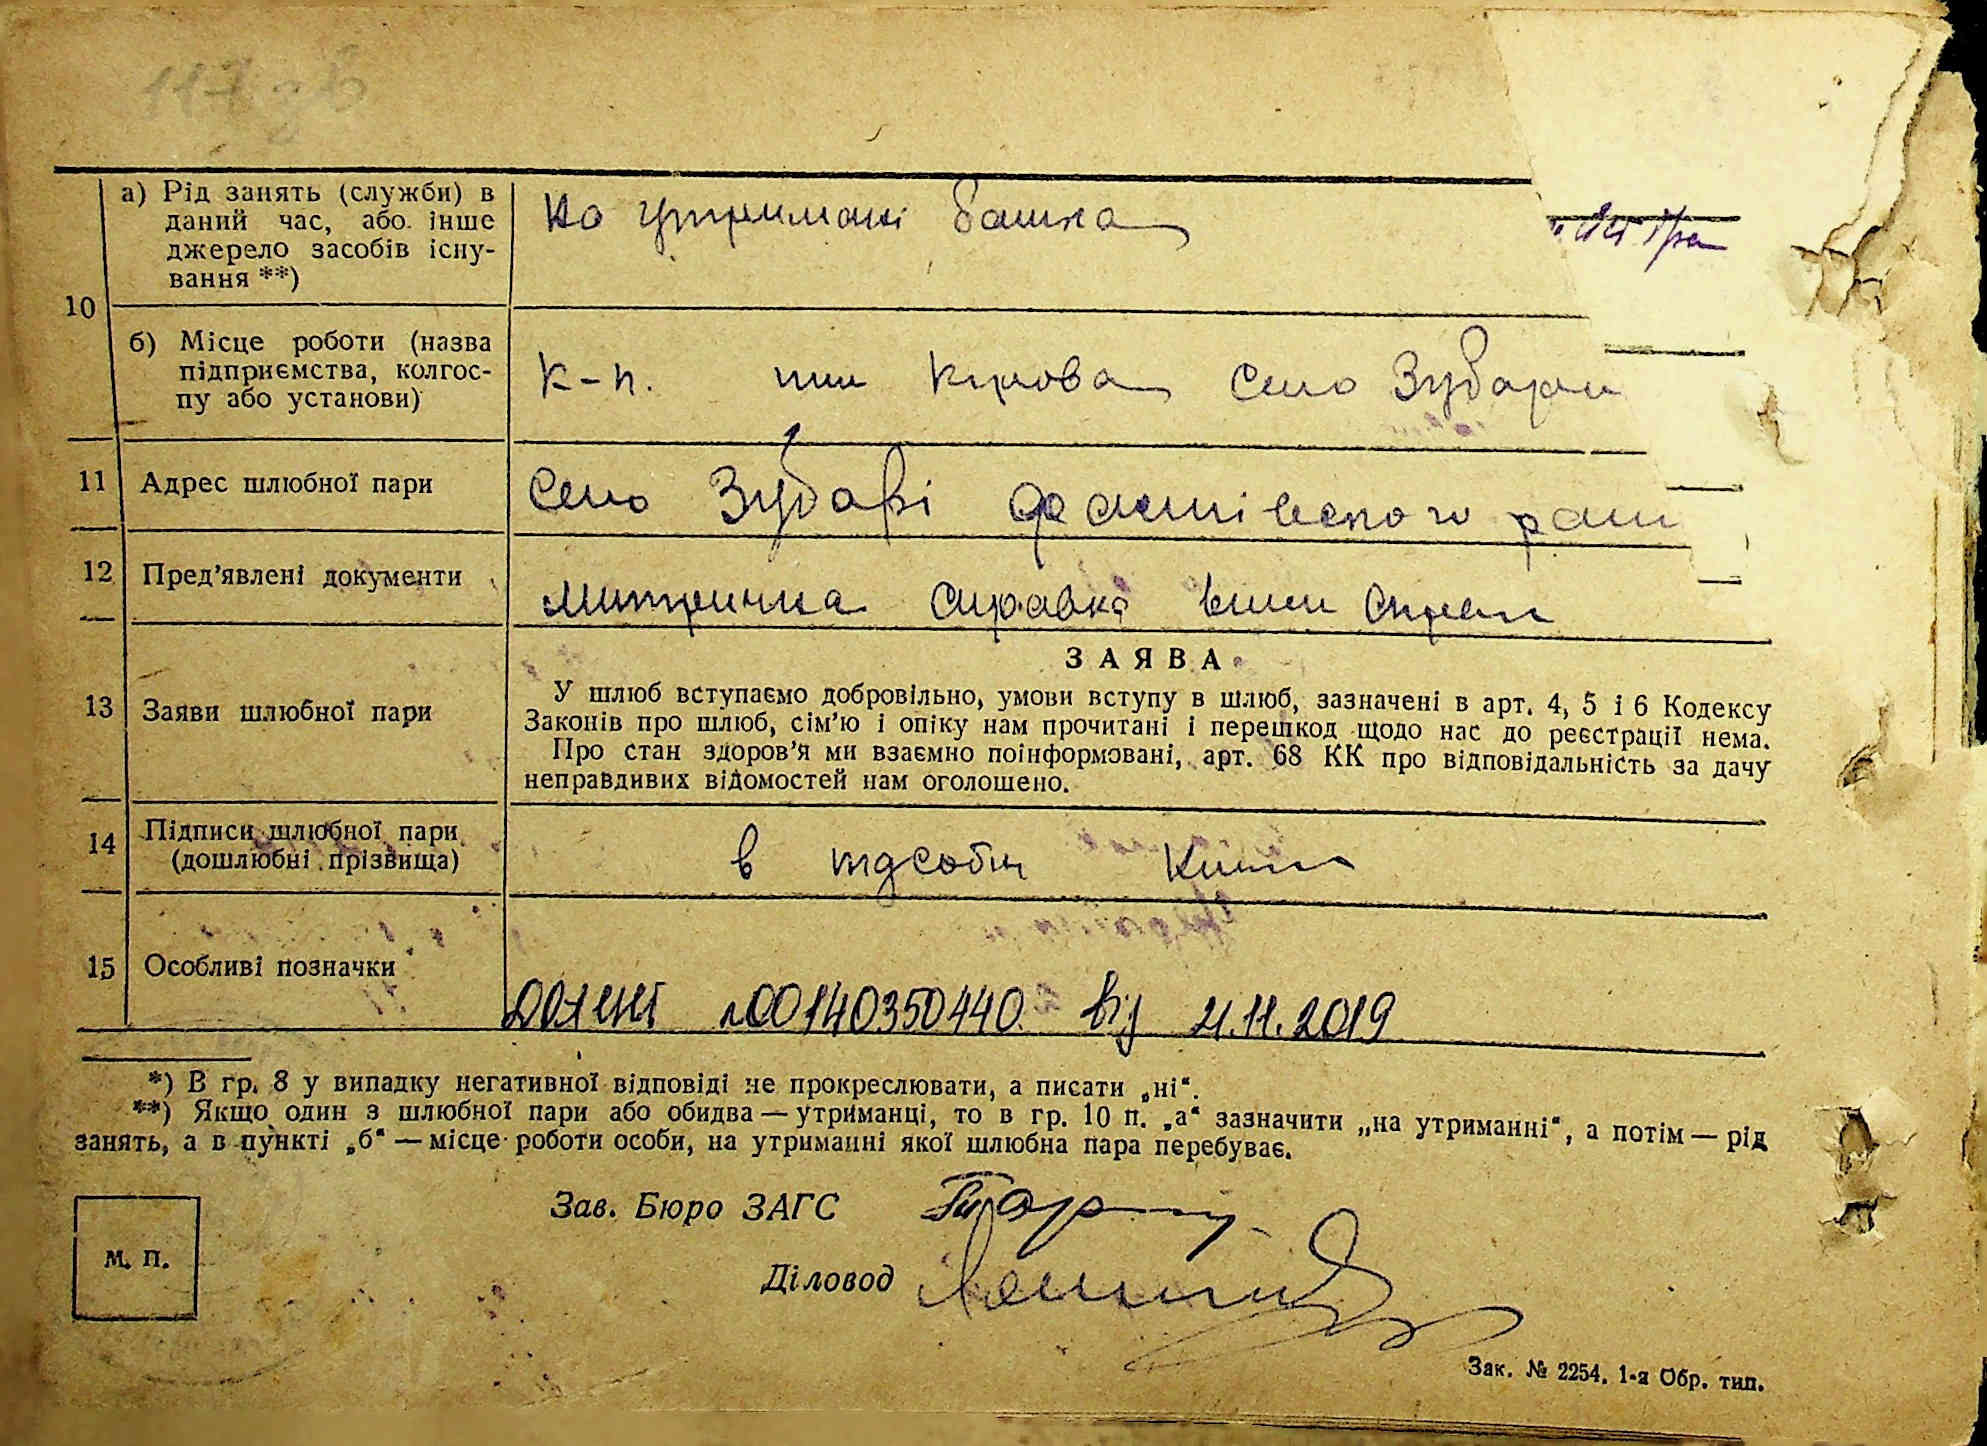 117 зв
10
а) Рід занять (служби) в
даний час, або інше
джерело засобів існу-
вання **)
На утримані батька
б) Місце роботи (назва
підприємства, колгос-
пу або установи)
к-п. імм Кірова Село Зубари
11 Адрес шлюбної пари
Село Зубарі Фастівського рай
12 Пред'явлені документи
Митрична справка
13 Заяви шлюбної пари
ЗАЯВА
У шлюб вступаємо добровільно, умови вступу в шлюб, зазначені в арт. 4, 5 і 6 Кодексу
Законів про шлюб, сім'ю і опіку нам прочитані і перешкод щодо нас до реєстрації нема.
Про стан здоров'я ми взаємно поінформовані, арт. 68 КК про відповідальність за дачу
неправдивих відомостей нам оголошено.
14 Підписи шлюбної пари
(дошлюбні прізвища)
в
15 Особливі позначки
00140350440 від 21.11.2019
*) В гр. 8 у випадку негативної відповіді не прокреслювати, а писати „ні“.
**) Якщо один з шлюбної пари або обидва — утриманці, то в гр. 10 п. „а“ зазначити „на утриманні“, а потім — рід
занять, а в пункті „б“ — місце роботи особи, на утриманні якої шлюбна пара перебуває.
Зав. Бюро ЗАГС
М. П.
Діловод
Зак. № 2254. 1-я Обр. тип.